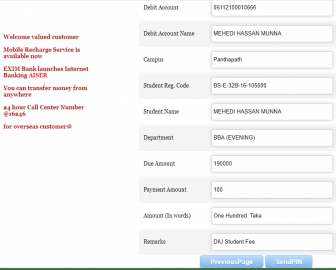 Debit Account 06112100010666
Debit Account Name MEHEDI HASSAN MUNNA
Welcome valued customer
Mobile Recharge Service is
available now
Campus Panthapath
EXIM Bank launches Internet
Banking AISER
Student Reg. Code BS-E-32B-16-105500
You can transfer money from
anywhere
24 hour Call Center Number
@16246
Student Name MEHEDI HASSAN MUNNA
for overseas customer@
Department BBA (EVENING)
Due Amount 190000
Payment Amount 100
Amount (In words) One Hundred Taka
Remarks DIU Student Fee
PreviousPage SendPIN